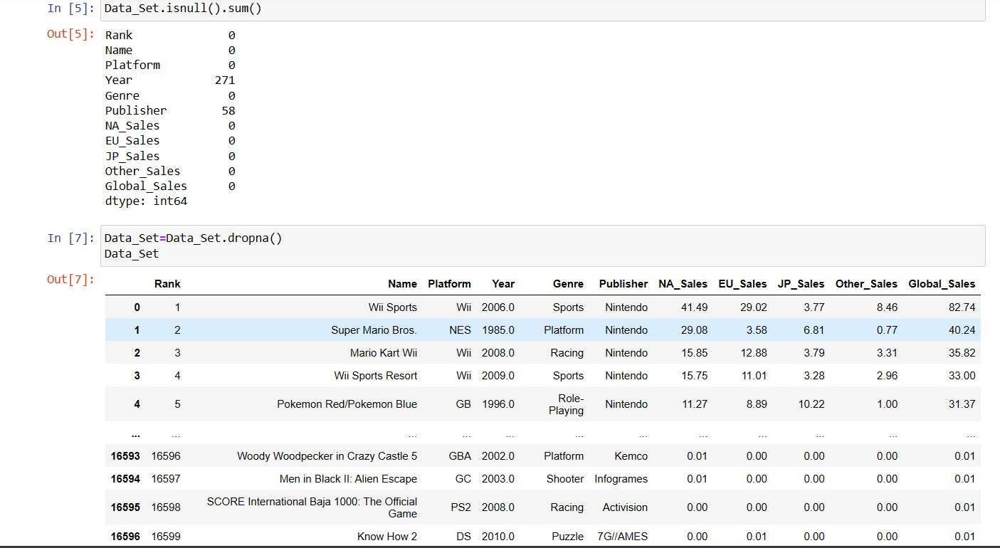 In [5]: Data_Set.isnull().sum()
Out[5]: Rank 0
Name 0
Platform 0
Year 271
Genre 0
Publisher 58
NA_Sales 0
EU_Sales 0
JP_Sales 0
Other_Sales 0
Global_Sales 0
dtype: int64
In [7]: Data_Set=Data_Set.dropna()
Data_Set
Out[7]:
Rank Name Platform Year Genre Publisher NA_Sales EU_Sales JP_Sales Other_Sales Global_Sales
0 1 Wii Sports Wii 2006.0 Sports Nintendo 41.49 29.02 3.77 8.46 82.74
1 2 Super Mario Bros. NES 1985.0 Platform Nintendo 29.08 3.58 6.81 0.77 40.24
2 3 Mario Kart Wii Wii 2008.0 Racing Nintendo 15.85 12.88 3.79 3.31 35.82
3 4 Wii Sports Resort Wii 2009.0 Sports Nintendo 15.75 11.01 3.28 2.96 33.00
4 5 Pokemon Red/Pokemon Blue GB 1996.0 Role-
Playing Nintendo 11.27 8.89 10.22 1.00 31.37
... ... ... ... ... ... ... ... ... ... ... ...
16593 16596 Woody Woodpecker in Crazy Castle 5 GBA 2002.0 Platform Kemco 0.01 0.00 0.00 0.00 0.01
16594 16597 Men in Black II: Alien Escape GC 2003.0 Shooter Infogrames 0.01 0.00 0.00 0.00 0.01
16595 16598 SCORE International Baja 1000: The Official
Game PS2 2008.0 Racing Activision 0.00 0.00 0.00 0.00 0.01
16596 16599 Know How 2 DS 2010.0 Puzzle 7G//AMES 0.00 0.01 0.00 0.00 0.01